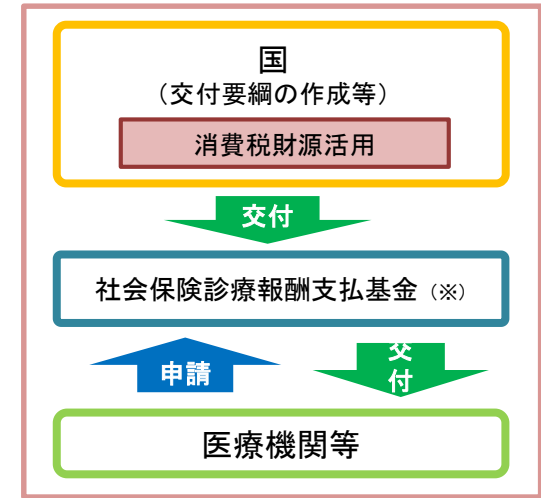 国
（交付要綱の作成等）
消費税財源活用
交付
社会保険診療報酬支払基金（※）
申請
交
付
医療機関等